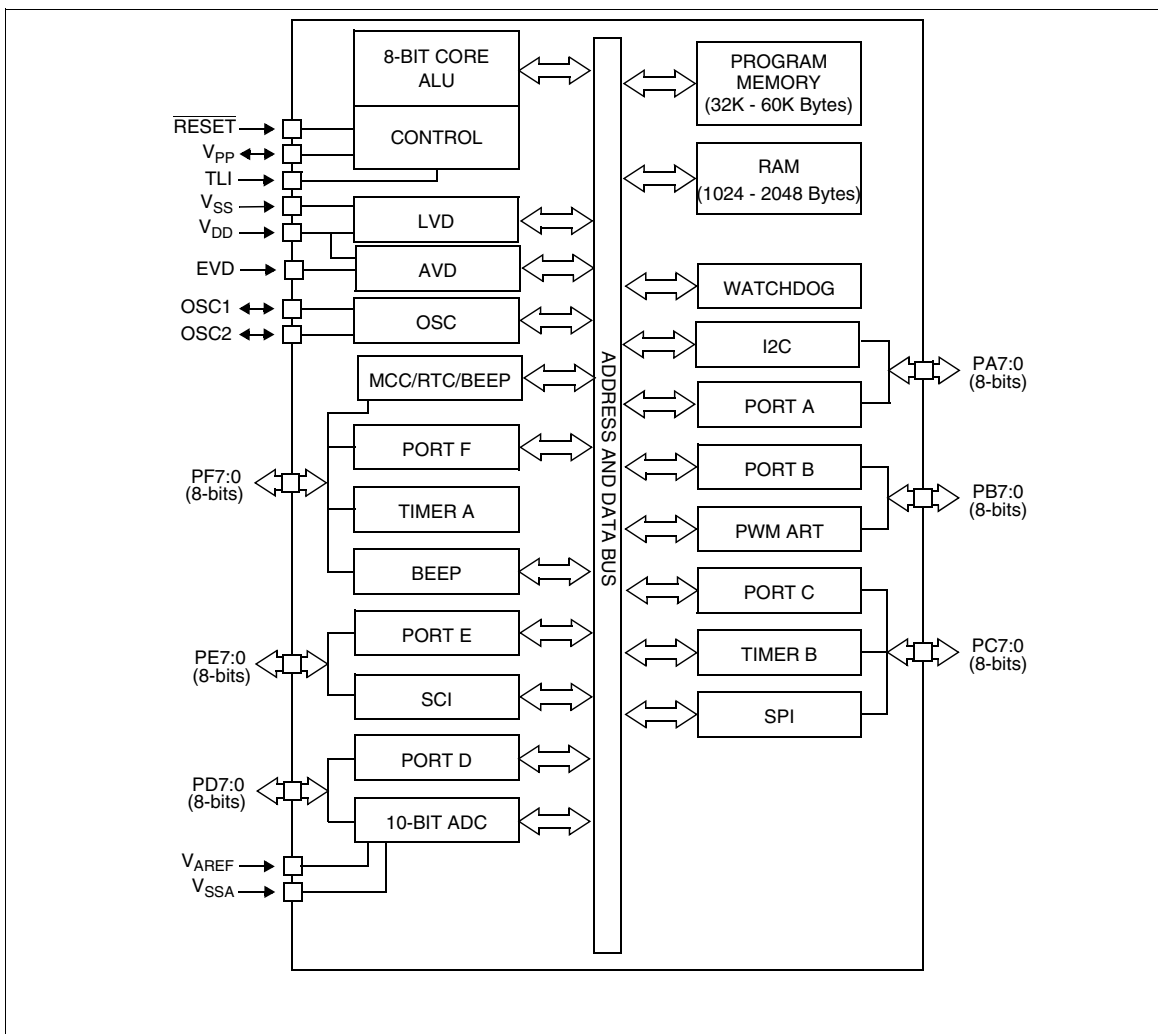 8-BIT CORE
ALU
CONTROL
RESET
VPP
TLI
VSS
VDD
EVD
OSC1
OSC2
LVD
AVD
OSC
MCC/RTC/BEEP
PORT F
TIMER A
BEEP
PF7:0
(8-bits)
PORT E
SCI
PE7:0
(8-bits)
PORT D
10-BIT ADC
PD7:0
(8-bits)
VAREF
VSSA
ADDRESS AND DATA BUS
PROGRAM
MEMORY
(32K - 60K Bytes)
RAM
(1024 - 2048 Bytes)
WATCHDOG
I2C
PORT A
PA7:0
(8-bits)
PORT B
PWM ART
PB7:0
(8-bits)
PORT C
TIMER B
SPI
PC7:0
(8-bits)